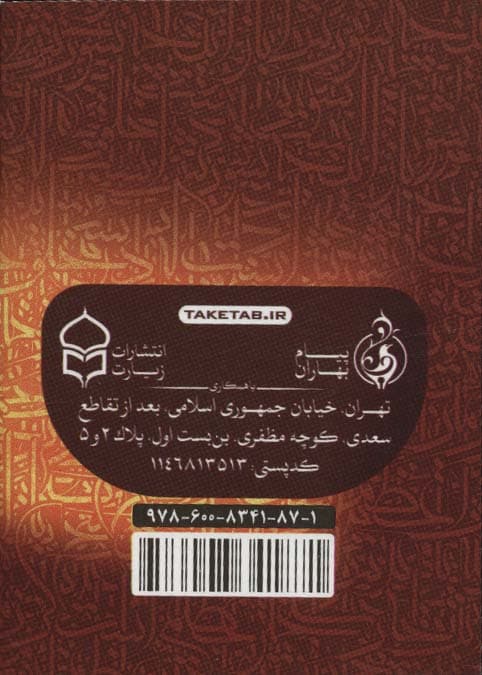 TAKETAB.IR
پیام
بهاران
انتشارات
زیارت
با همکاری
تهران، خیابان جمهوری اسلامی، بعد از تقاطع
سعدی، کوچه مظفری، بن‌بست اول، پلاک ۲ و ۵
کدپستی: ۱۱۴۶۸۱۳۵۱۳
۹۷۸-۶۰۰-۸۳۴۱-۸۷-۱